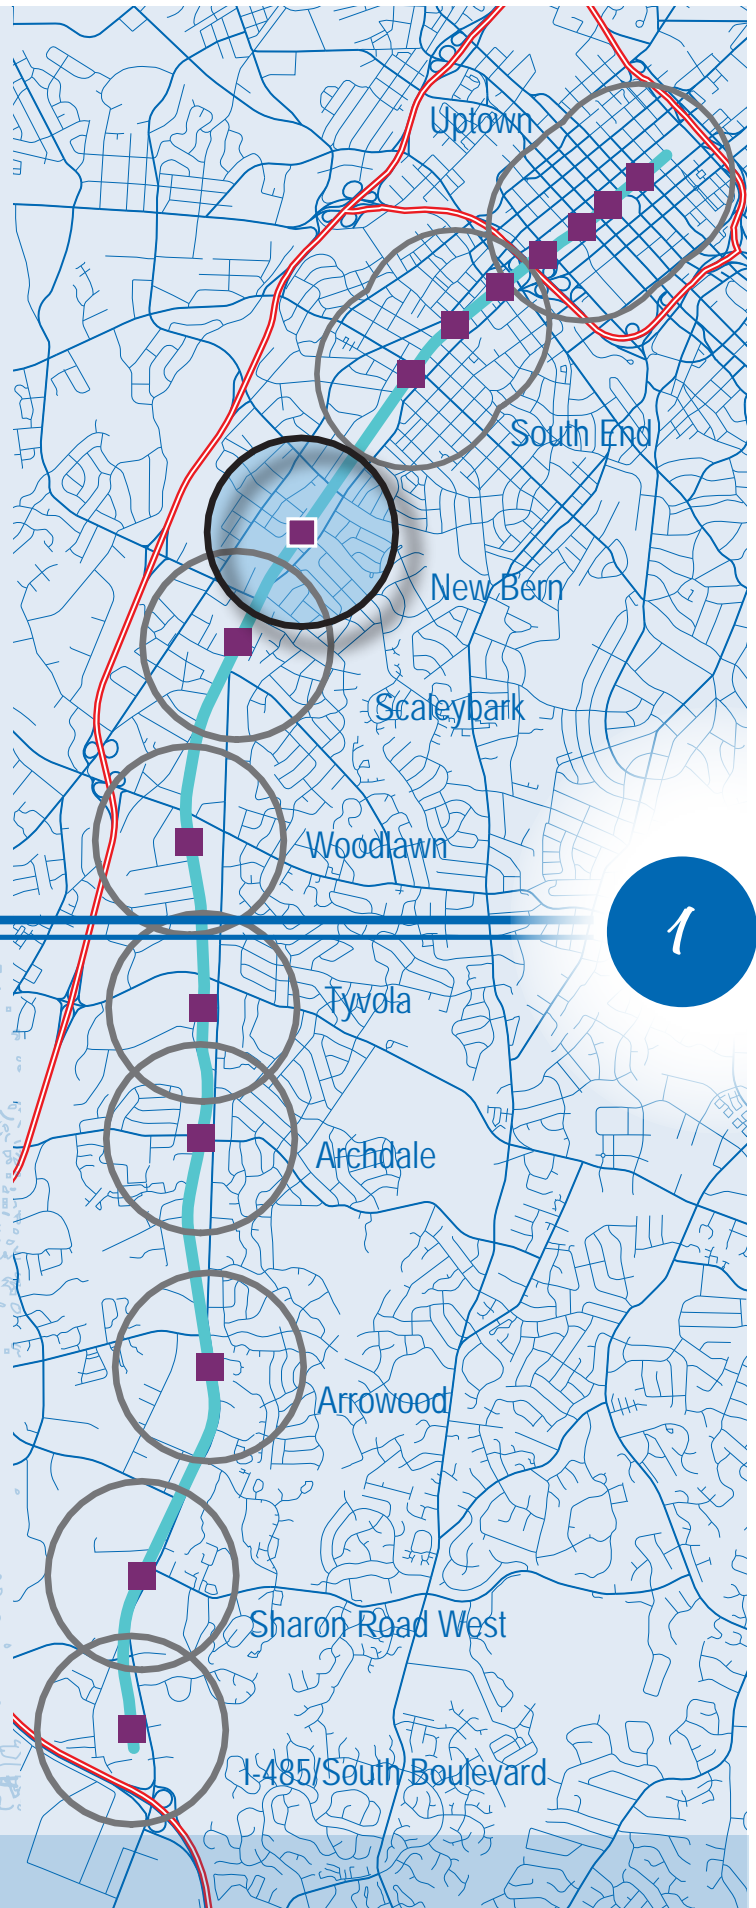 Uptown
South End
New Bern
Scaleybark
Woodlawn
1
Tyvola
Archdale
Arrowood
Sharon Road West
I-485/South Boulevard